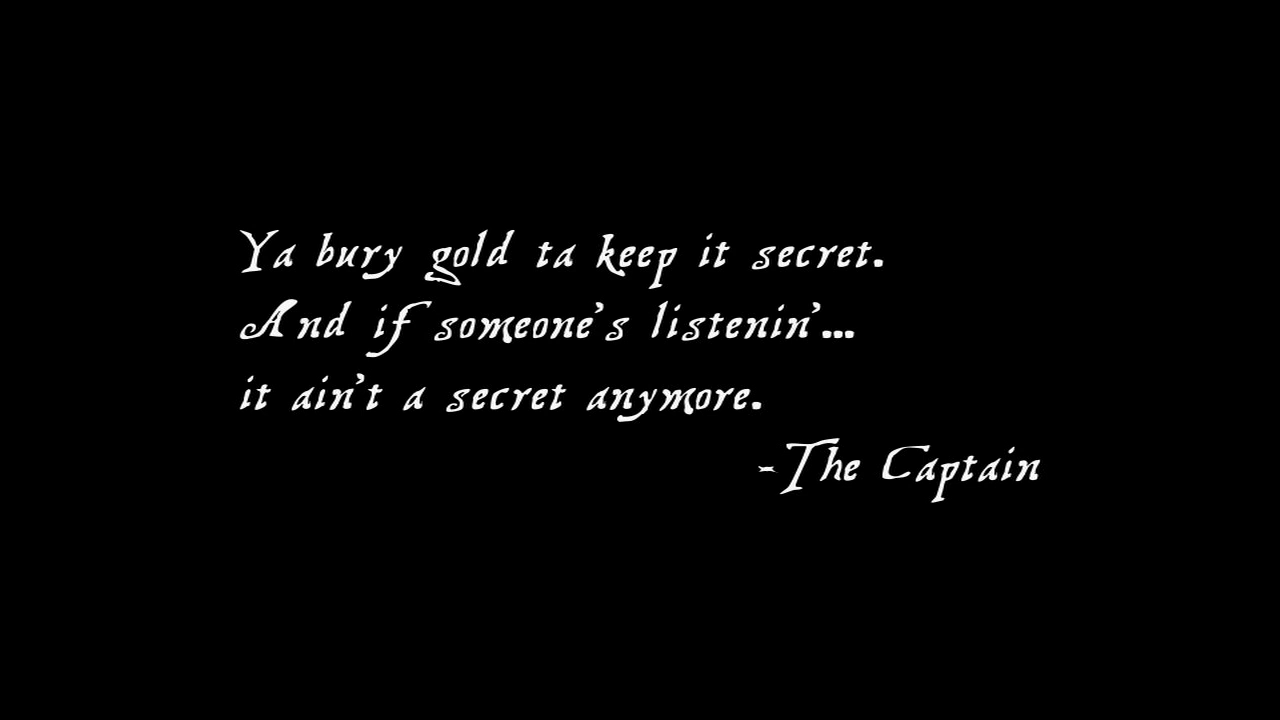 Ya bury gold ta keep it secret.
And if someone's listenin'...
it ain't a secret anymore.
-The Captain